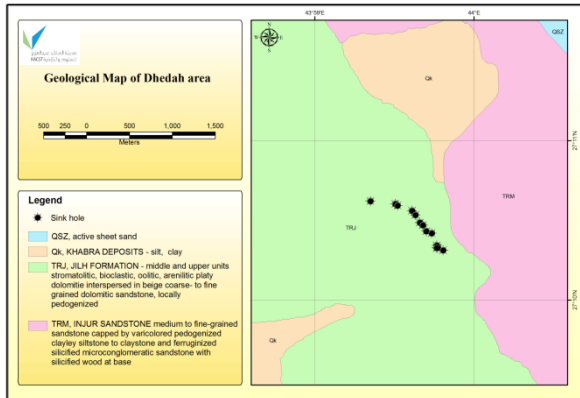 KACST
Geological Map of Dhedah area
500 250 0 500 1,000 1,500
Meters
Legend
Sink hole
QSZ, active sheet sand
Qk, KHABRA DEPOSITS - silt, clay
TRJ, JILH FORMATION - middle and upper units
stromatolitic, bioclastic, oolitic, arenilitic platy
dolomitie interspersed in beige coarse- to fine
grained dolomitic sandstone, locally
pedogenized
TRM, INJUR SANDSTONE medium to fine-grained
sandstone capped by varicolored pedogenized
clayley siltstone to claystone and ferruginized
silicified microconglomeratic sandstone with
silicified wood at base
44°E
N
W E
S
QSZ
Qk
27°11'
TRM
TRJ
27°10'
Qk